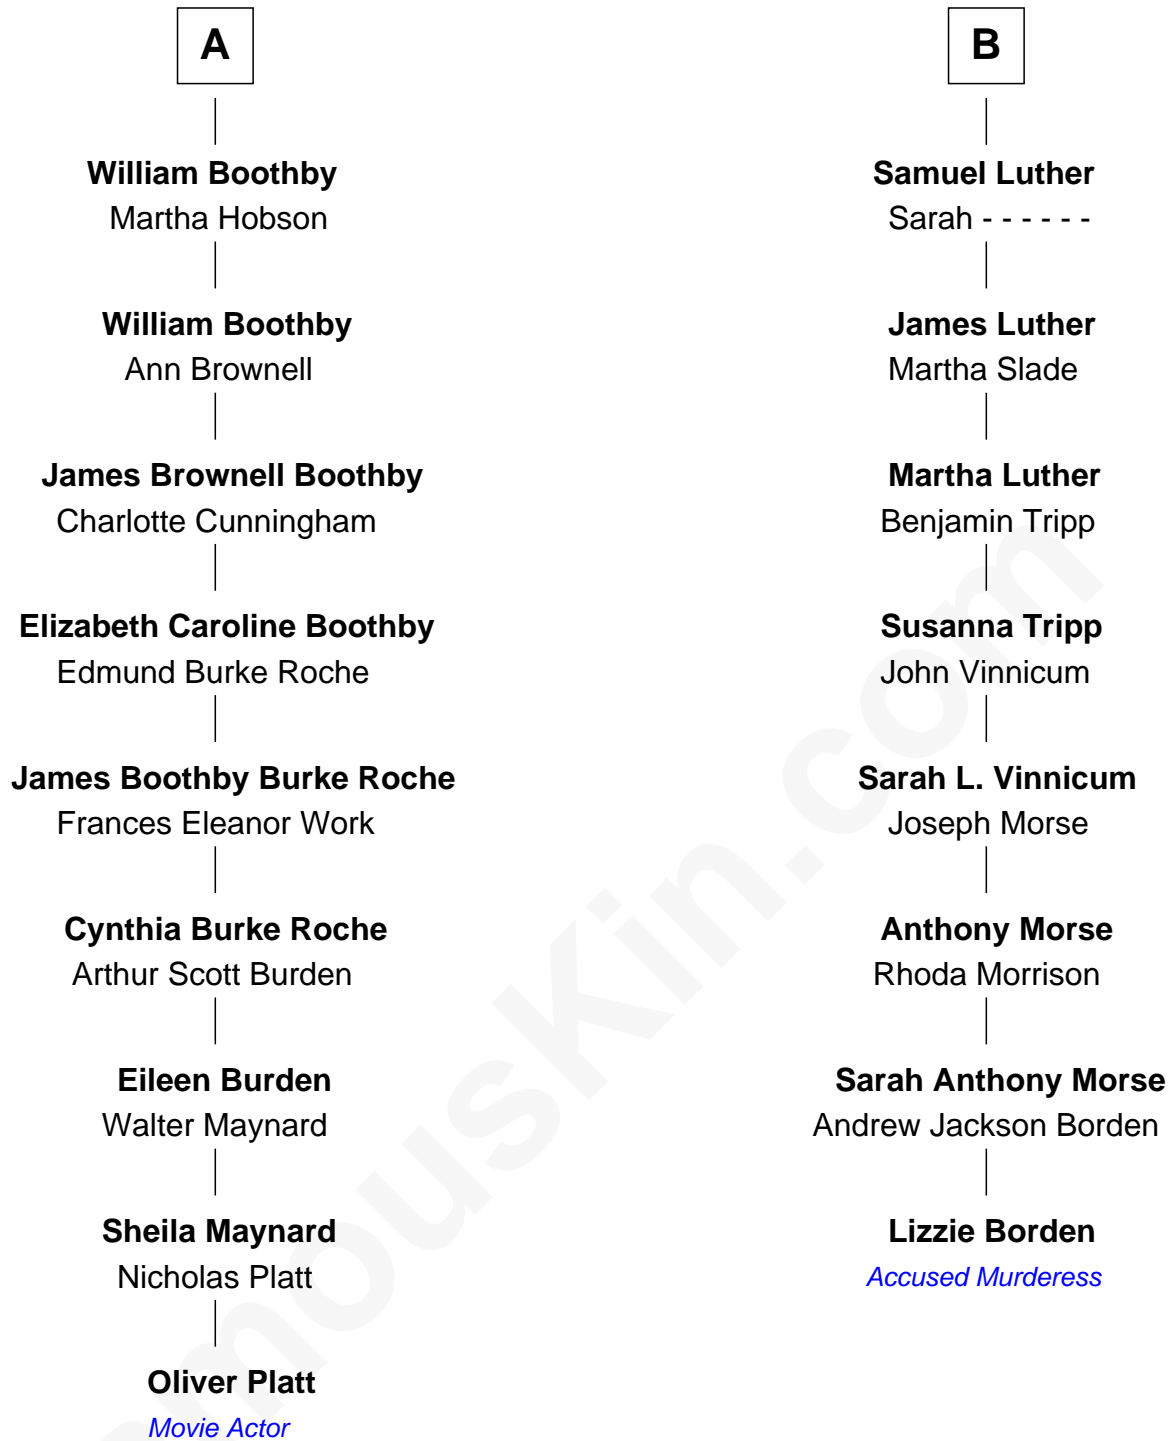 A
William Boothby
Martha Hobson
William Boothby
Ann Brownell
James Brownell Boothby
Charlotte Cunningham
Elizabeth Caroline Boothby
Edmund Burke Roche
James Boothby Burke Roche
Frances Eleanor Work
Cynthia Burke Roche
Arthur Scott Burden
Eileen Burden
Walter Maynard
Sheila Maynard
Nicholas Platt
Oliver Platt
Movie Actor
B
Samuel Luther
Sarah - - - - - -
James Luther
Martha Slade
Martha Luther
Benjamin Tripp
Susanna Tripp
John Vinnicum
Sarah L. Vinnicum
Joseph Morse
Anthony Morse
Rhoda Morrison
Sarah Anthony Morse
Andrew Jackson Borden
Lizzie Borden
Accused Murderess
mouskin.com